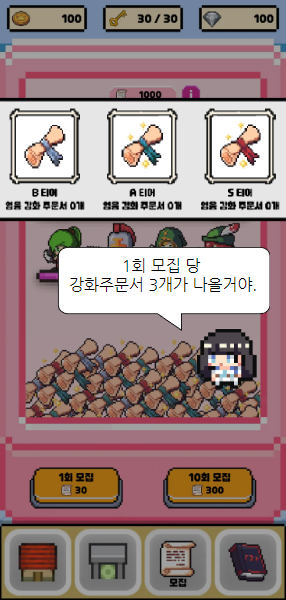 100
30 / 30
100
1000
i
B 티어
A 티어
S 티어
영웅 강화 주문서 0개
영웅 강화 주문서 0개
영웅 강화 주문서 0개
1회 모집 당
강화주문서 3개가 나올거야.
1회 모집
30
10회 모집
300
모집